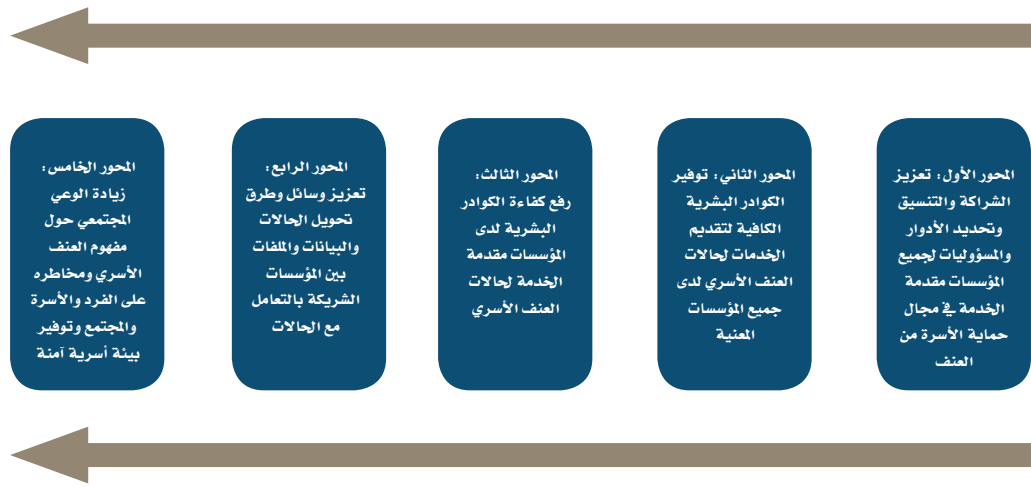 المحور الأول: تعزيز
الشراكة والتنسيق
وتحديد الأدوار
والمسؤوليات لجميع
المؤسسات مقدمة
الخدمة في مجال
حماية الأسرة من
العنف
المحور الثاني: توفير
الكوادر البشرية
الكافية لتقديم
الخدمات لحالات
العنف الأسري لدى
جميع المؤسسات
المعنية
المحور الثالث:
رفع كفاءة الكوادر
البشرية لدى
المؤسسات مقدمة
الخدمة لحالات
العنف الأسري
المحور الرابع:
تعزيز وسائل وطرق
تحويل الحالات
والبيانات والملفات
بين المؤسسات
الشريكة بالتعامل
مع الحالات
المحور الخامس:
زيادة الوعي
المجتمعي حول
مفهوم العنف
الأسري ومخاطره
على الفرد والأسرة
والمجتمع وتوفير
بيئة أسرية آمنة